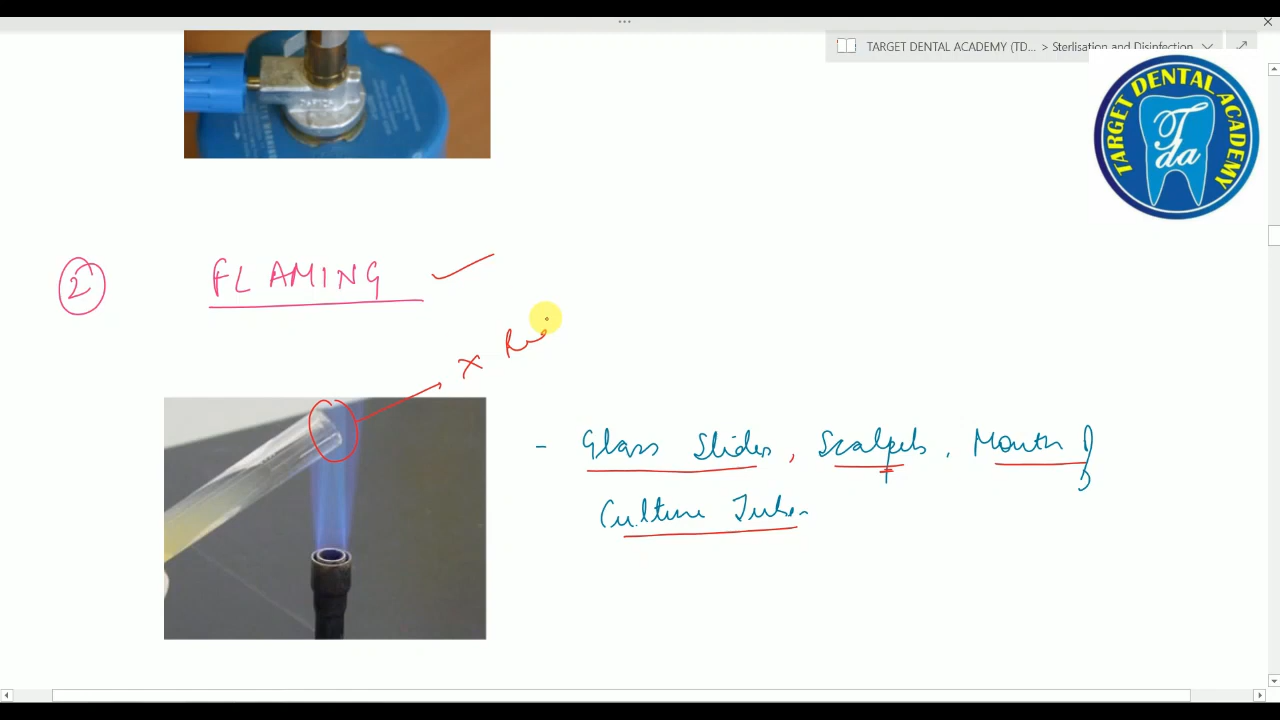 TARGET DENTAL ACADEMY (TD... > Sterlisation and Disinfection
TARGET DENTAL ACADEMY
Tda
2 FLAMING
x Re
- Glass Slides, Scalpels, Mouth of
Culture Tubes